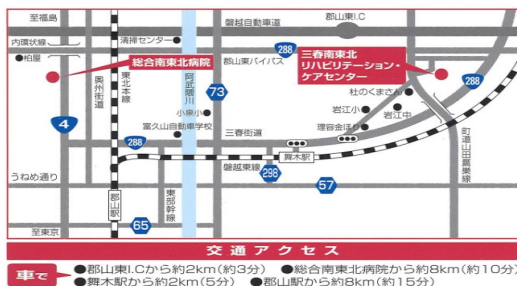 至福島
磐越自動車道
郡山東I.C
内環状線
清掃センター
288
三春南東北
リハビリテーション・
ケアセンター
柏屋
総合南東北病院
郡山東バイパス
288
奥州街道
東北本線
阿武隈川
73
杜のくまさん
小泉小
岩江小
岩江中
4
富久山自動車学校
三春街道
理容金ほり
288
舞木駅
町道山田嘉楽線
うねめ通り
磐越東線
298
57
郡山駅
東部幹線
65
至東京
交通アクセス
車で
●郡山東I.Cから約2km(約3分) ●総合南東北病院から約8km(約10分)
●舞木駅から約2km(5分) ●郡山駅から約8km(約15分)